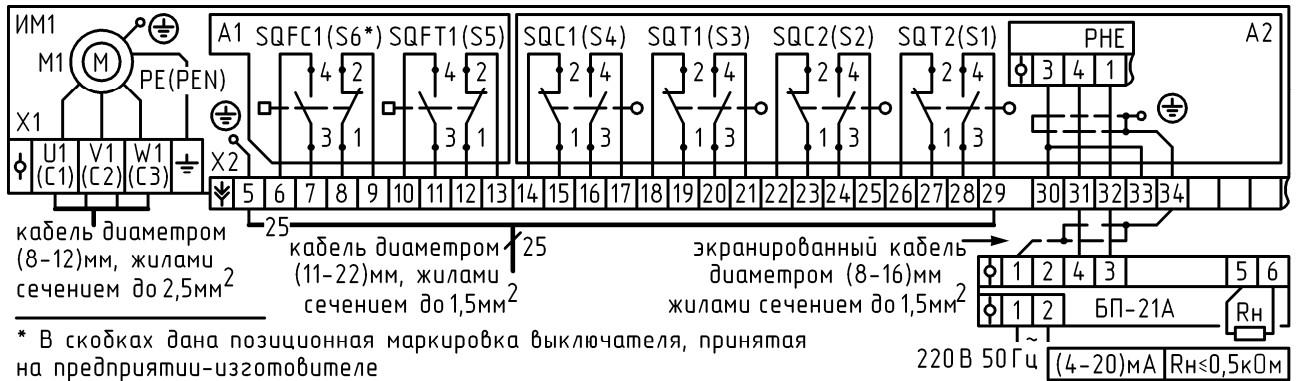 ИМ1
М1
М
PE(PEN)
A1
SQFC1(S6*) SQFT1(S5) SQC1(S4) SQT1(S3) SQC2(S2) SQT2(S1)
РНЕ
A2
3 4 1
4 2 4 2 2 4 2 4 2 4 2 4
3 1 3 1 1 3 1 3 1 3 1 3
X1
U1 (C1) V1 (C2) W1 (C3)
X2
5 6 7 8 9 10 11 12 13 14 15 16 17 18 19 20 21 22 23 24 25 26 27 28 29 30 31 32 33 34
25
25
кабель диаметром
(8-12)мм, жилами
сечением до 2,5мм²
кабель диаметром
(11-22)мм, жилами
сечением до 1,5мм²
экранированный кабель
диаметром (8-16)мм
жилами сечением до 1,5мм²
1 2 4 3 5 6
1 2 БП-21А Rн
~
220 В 50 Гц
(4-20)мА Rн≤0,5кОм
* В скобках дана позиционная маркировка выключателя, принятая
на предприятии-изготовителе